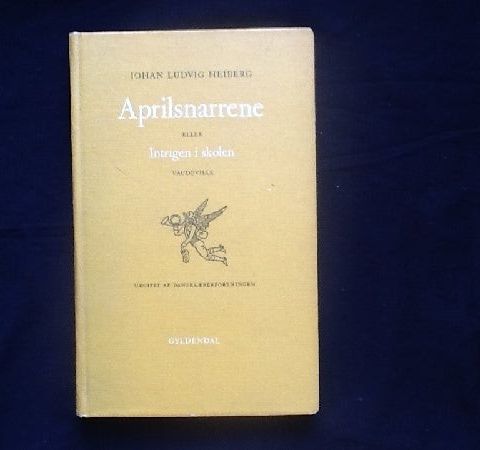 JOHAN LUDVIG HEIBERG
Aprilsnarrene
ELLER
Intrigen i skolen
VAUDEVILLE
UDGIVET AF DANSKLÆRERFORENINGEN
GYLDENDAL